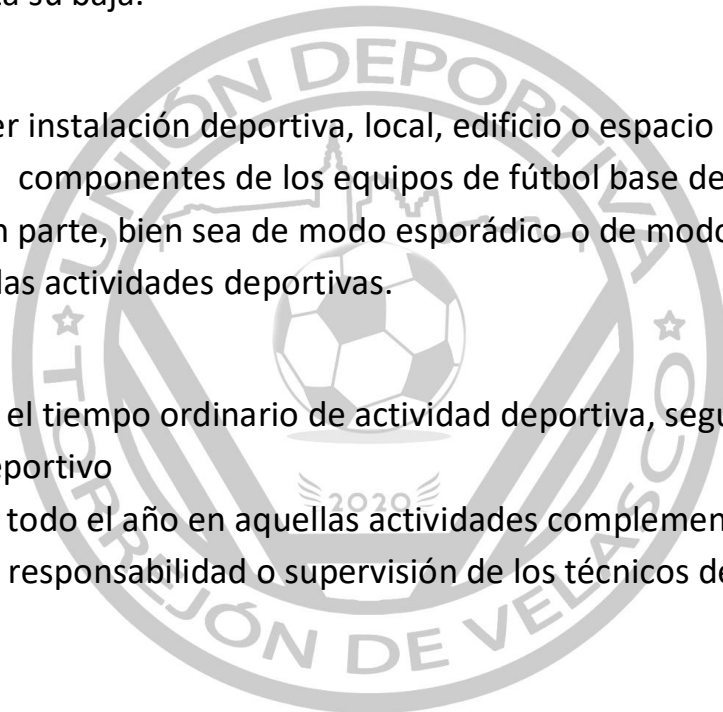 su baja.
UNIÓN DEPORTIVA
er instalación deportiva, local, edificio o espacio
componentes de los equipos de fútbol base de
n parte, bien sea de modo esporádico o de modo
las actividades deportivas.
el tiempo ordinario de actividad deportiva, segu
eportivo
2020
todo el año en aquellas actividades complemen
responsabilidad o supervisión de los técnicos de
TORREJÓN DE VELASCO